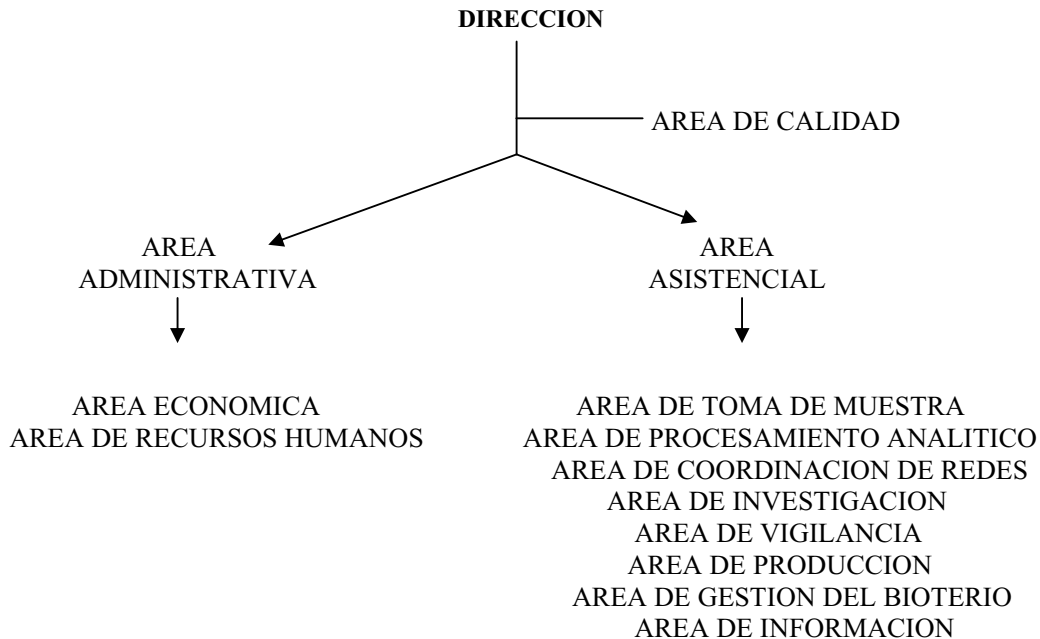 DIRECCION
AREA DE CALIDAD
AREA
ADMINISTRATIVA
AREA
ASISTENCIAL
AREA ECONOMICA
AREA DE RECURSOS HUMANOS
AREA DE TOMA DE MUESTRA
AREA DE PROCESAMIENTO ANALITICO
AREA DE COORDINACION DE REDES
AREA DE INVESTIGACION
AREA DE VIGILANCIA
AREA DE PRODUCCION
AREA DE GESTION DEL BIOTERIO
AREA DE INFORMACION